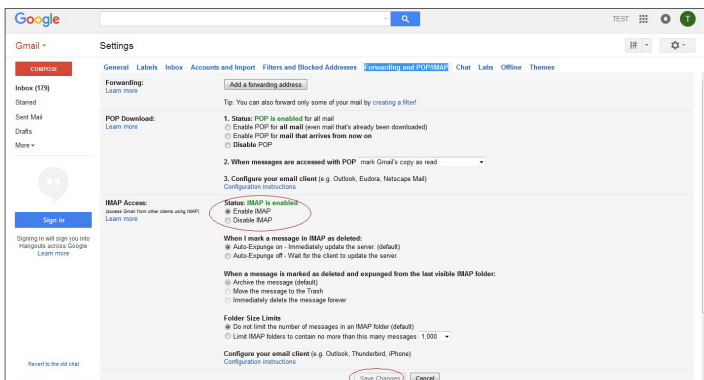 Google
TEST
T
Gmail
Settings
COMPOSE
General Labels Inbox Accounts and Import Filters and Blocked Addresses Forwarding and POP/IMAP Chat Labs Offline Themes
Inbox (179)
Starred
Sent Mail
Drafts
More
Forwarding:
Learn more
Add a forwarding address
Tip: You can also forward only some of your mail by creating a filter!
POP Download:
Learn more
1. Status: POP is enabled for all mail
Enable POP for all mail (even mail that's already been downloaded)
Enable POP for mail that arrives from now on
Disable POP
2. When messages are accessed with POP mark Gmail's copy as read
3. Configure your email client (e.g. Outlook, Eudora, Netscape Mail)
Configuration instructions
Sign in
Signing in will sign you into
Hangouts across Google
Learn more
IMAP Access:
(access Gmail from other clients using IMAP)
Learn more
Status: IMAP is enabled
Enable IMAP
Disable IMAP
When I mark a message in IMAP as deleted:
Auto-Expunge on - Immediately update the server. (default)
Auto-Expunge off - Wait for the client to update the server.
When a message is marked as deleted and expunged from the last visible IMAP folder:
Archive the message (default)
Move the message to the Trash
Immediately delete the message forever
Folder Size Limits
Do not limit the number of messages in an IMAP folder (default)
Limit IMAP folders to contain no more than this many messages 1,000
Configure your email client (e.g. Outlook, Thunderbird, iPhone)
Configuration instructions
Revert to the old chat
Save Changes Cancel